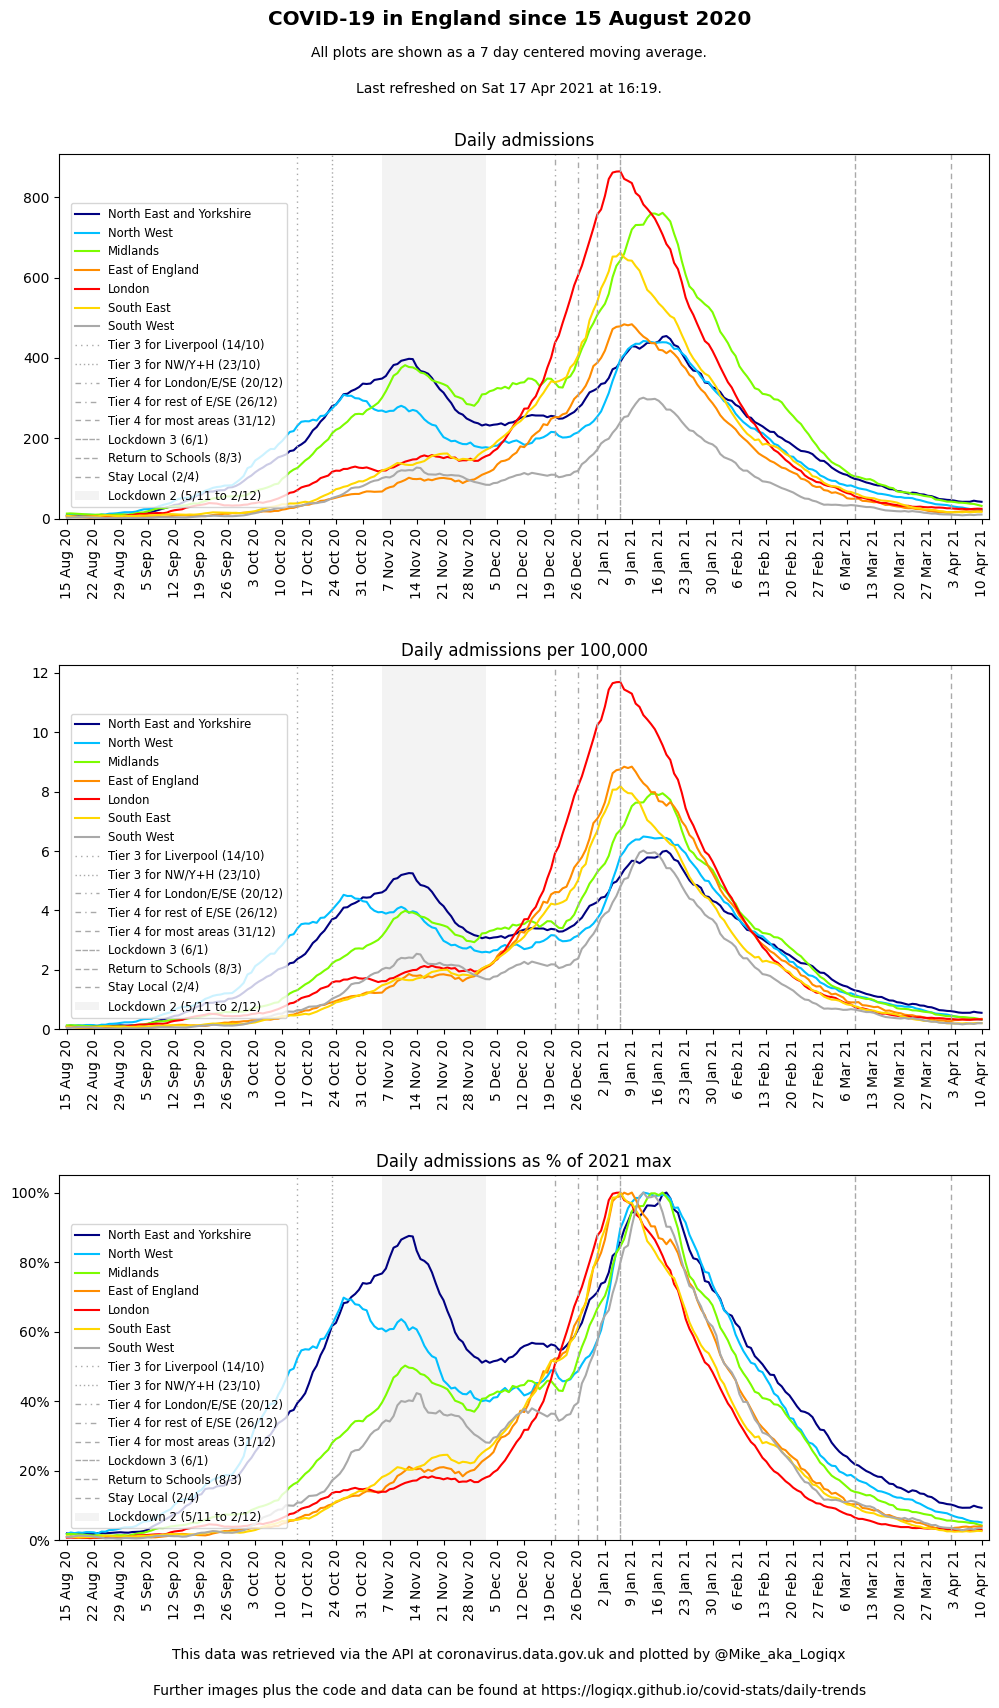 COVID-19 in England since 15 August 2020
All plots are shown as a 7 day centered moving average.
Last refreshed on Sat 17 Apr 2021 at 16:19.
Daily admissions
800
600
400
200
0
North East and Yorkshire
North West
Midlands
East of England
London
South East
South West
Tier 3 for Liverpool (14/10)
Tier 3 for NW/Y+H (23/10)
Tier 4 for London/E/SE (20/12)
Tier 4 for rest of E/SE (26/12)
Tier 4 for most areas (31/12)
Lockdown 3 (6/1)
Return to Schools (8/3)
Stay Local (2/4)
Lockdown 2 (5/11 to 2/12)
15 Aug 20
22 Aug 20
29 Aug 20
5 Sep 20
12 Sep 20
19 Sep 20
26 Sep 20
3 Oct 20
10 Oct 20
17 Oct 20
24 Oct 20
31 Oct 20
7 Nov 20
14 Nov 20
21 Nov 20
28 Nov 20
5 Dec 20
12 Dec 20
19 Dec 20
26 Dec 20
2 Jan 21
9 Jan 21
16 Jan 21
23 Jan 21
30 Jan 21
6 Feb 21
13 Feb 21
20 Feb 21
27 Feb 21
6 Mar 21
13 Mar 21
20 Mar 21
27 Mar 21
3 Apr 21
10 Apr 21
Daily admissions per 100,000
12
10
8
6
4
2
0
North East and Yorkshire
North West
Midlands
East of England
London
South East
South West
Tier 3 for Liverpool (14/10)
Tier 3 for NW/Y+H (23/10)
Tier 4 for London/E/SE (20/12)
Tier 4 for rest of E/SE (26/12)
Tier 4 for most areas (31/12)
Lockdown 3 (6/1)
Return to Schools (8/3)
Stay Local (2/4)
Lockdown 2 (5/11 to 2/12)
15 Aug 20
22 Aug 20
29 Aug 20
5 Sep 20
12 Sep 20
19 Sep 20
26 Sep 20
3 Oct 20
10 Oct 20
17 Oct 20
24 Oct 20
31 Oct 20
7 Nov 20
14 Nov 20
21 Nov 20
28 Nov 20
5 Dec 20
12 Dec 20
19 Dec 20
26 Dec 20
2 Jan 21
9 Jan 21
16 Jan 21
23 Jan 21
30 Jan 21
6 Feb 21
13 Feb 21
20 Feb 21
27 Feb 21
6 Mar 21
13 Mar 21
20 Mar 21
27 Mar 21
3 Apr 21
10 Apr 21
Daily admissions as % of 2021 max
100%
80%
60%
40%
20%
0%
North East and Yorkshire
North West
Midlands
East of England
London
South East
South West
Tier 3 for Liverpool (14/10)
Tier 3 for NW/Y+H (23/10)
Tier 4 for London/E/SE (20/12)
Tier 4 for rest of E/SE (26/12)
Tier 4 for most areas (31/12)
Lockdown 3 (6/1)
Return to Schools (8/3)
Stay Local (2/4)
Lockdown 2 (5/11 to 2/12)
15 Aug 20
22 Aug 20
29 Aug 20
5 Sep 20
12 Sep 20
19 Sep 20
26 Sep 20
3 Oct 20
10 Oct 20
17 Oct 20
24 Oct 20
31 Oct 20
7 Nov 20
14 Nov 20
21 Nov 20
28 Nov 20
5 Dec 20
12 Dec 20
19 Dec 20
26 Dec 20
2 Jan 21
9 Jan 21
16 Jan 21
23 Jan 21
30 Jan 21
6 Feb 21
13 Feb 21
20 Feb 21
27 Feb 21
6 Mar 21
13 Mar 21
20 Mar 21
27 Mar 21
3 Apr 21
10 Apr 21
This data was retrieved via the API at coronavirus.data.gov.uk and plotted by @Mike_aka_Logiqx
Further images plus the code and data can be found at https://logiqx.github.io/covid-stats/daily-trends